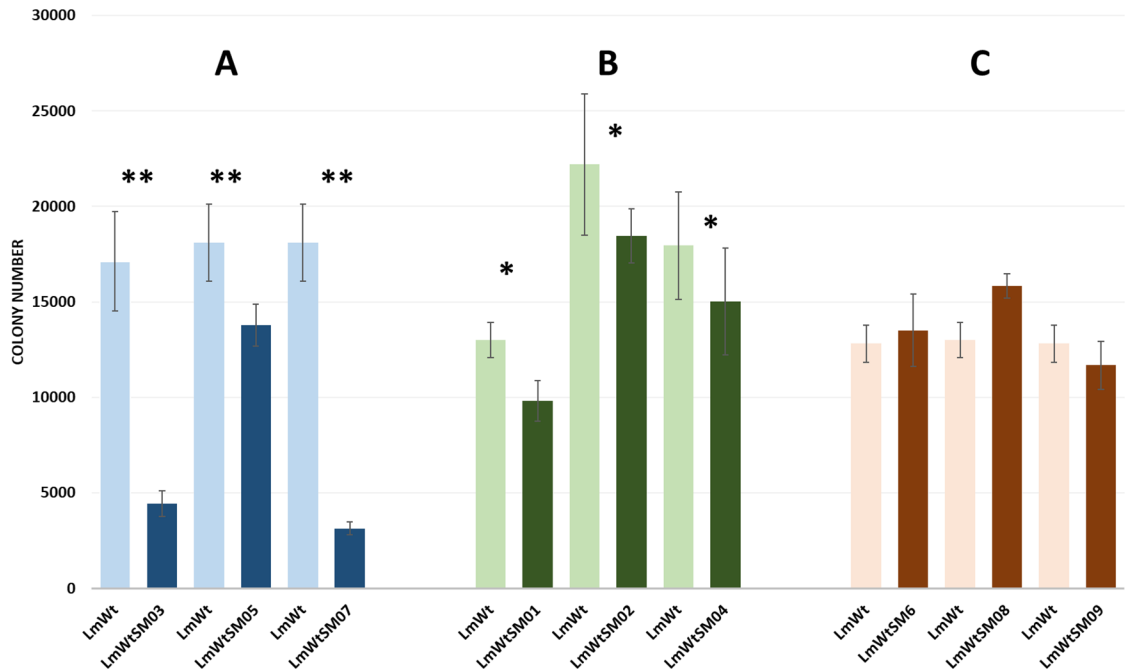 30000
25000
20000
15000
10000
5000
0
COLONY NUMBER
A
B
C
**
**
**
*
*
*
LmWt
LmWtSM03
LmWt
LmWtSM05
LmWt
LmWtSM07
LmWt
LmWtSM01
LmWt
LmWtSM02
LmWt
LmWtSM04
LmWt
LmWtSM6
LmWt
LmWtSM08
LmWt
LmWtSM09